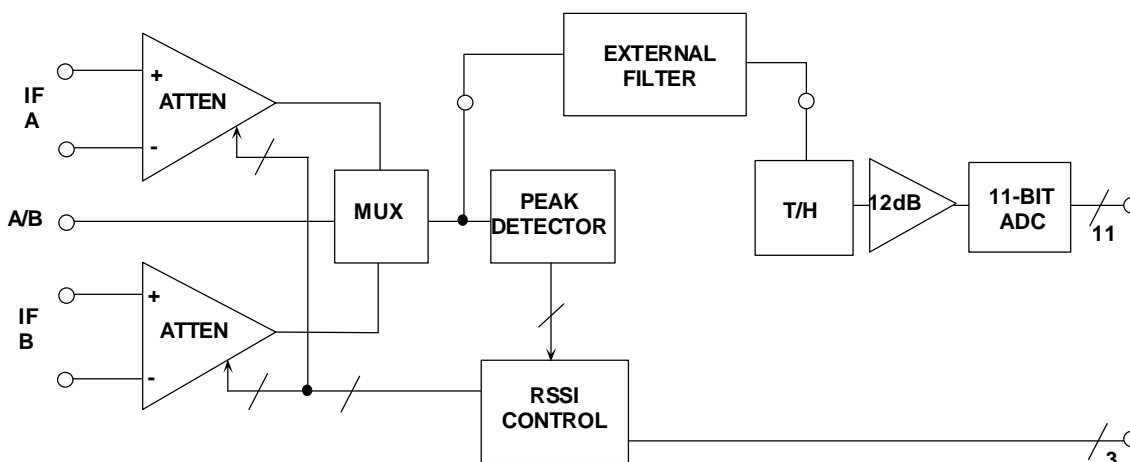 EXTERNAL
FILTER
IF
A
+
ATTEN
-
A/B
MUX
PEAK
DETECTOR
T/H
12dB
11-BIT
ADC
11
IF
B
+
ATTEN
-
RSSI
CONTROL
3